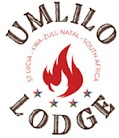 UMLILO
ST LUCIA - KWA-ZULU NATAL - SOUTH AFRICA
LODGE